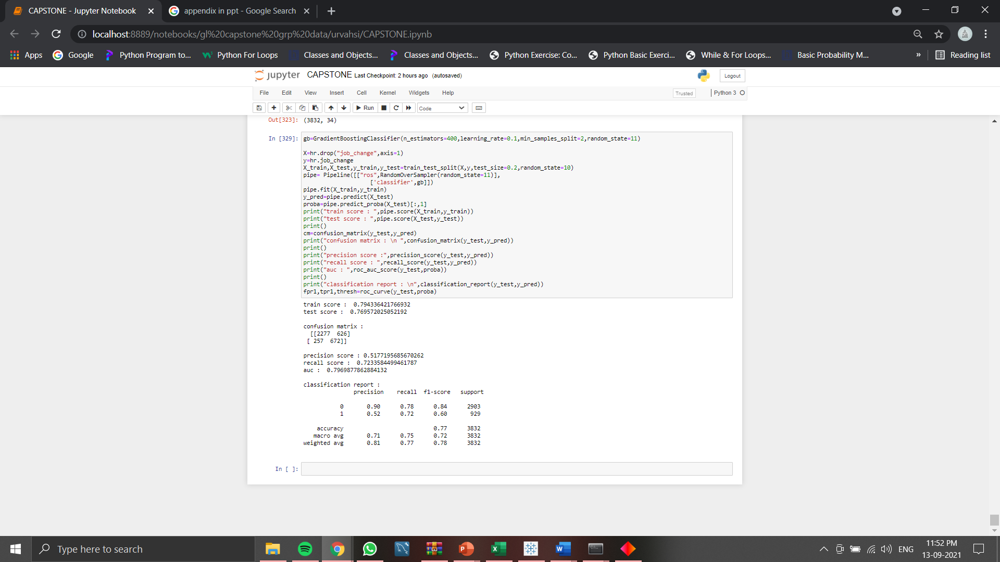 CAPSTONE - Jupyter Notebook
appendix in ppt - Google Search
localhost:8889/notebooks/gl%20capstone%20grp%20data/urvahsi/CAPSTONE.ipynb
Apps Google Python Program to... Python For Loops Classes and Objects... Classes and Objects... Python Exercise: Co... Python Basic Exerci... While & For Loops... Basic Probability M... » Reading list
jupyter CAPSTONE Last Checkpoint: 2 hours ago (autosaved) Logout
File Edit View Insert Cell Kernel Widgets Help Trusted Python 3
Run Code
Out[323]: (3832, 34)
In [329]: gb=GradientBoostingClassifier(n_estimators=400,learning_rate=0.1,min_samples_split=2,random_state=11)
X=hr.drop("job_change",axis=1)
y=hr.job_change
X_train,X_test,y_train,y_test=train_test_split(X,y,test_size=0.2,random_state=10)
pipe= Pipeline([["ros",RandomOverSampler(random_state=11)],
['classifier',gb]])
pipe.fit(X_train,y_train)
y_pred=pipe.predict(X_test)
proba=pipe.predict_proba(X_test)[:,1]
print("train score : ",pipe.score(X_train,y_train))
print("test score : ",pipe.score(X_test,y_test))
print()
cm=confusion_matrix(y_test,y_pred)
print("confusion matrix : \n ",confusion_matrix(y_test,y_pred))
print()
print("precision score :",precision_score(y_test,y_pred))
print("recall score : ",recall_score(y_test,y_pred))
print("auc : ",roc_auc_score(y_test,proba))
print()
print("classification report : \n",classification_report(y_test,y_pred))
fpr1,tpr1,thresh=roc_curve(y_test,proba)
train score :  0.794336421766932
test score :  0.769572025052192
confusion matrix :
[[2277  626]
[ 257  672]]
precision score : 0.5177195685670262
recall score :  0.7233584499461787
auc :  0.7969877862884132
classification report :
precision recall f1-score support
0 0.90 0.78 0.84 2903
1 0.52 0.72 0.60 929
accuracy 0.77 3832
macro avg 0.71 0.75 0.72 3832
weighted avg 0.81 0.77 0.78 3832
In [ ]:
Type here to search
ENG
11:52 PM
13-09-2021